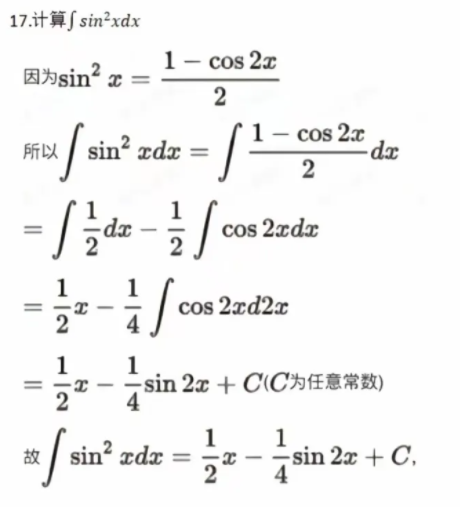 17.计算∫ sin²xdx
因为sin² x = (1 − cos 2x)/2
所以∫ sin² xdx = ∫ (1 − cos 2x)/2 dx
= ∫ 1/2 dx − 1/2 ∫ cos 2xdx
= 1/2 x − 1/4 ∫ cos 2xd2x
= 1/2 x − 1/4 sin 2x + C(C为任意常数)
故∫ sin² xdx = 1/2 x − 1/4 sin 2x + C,